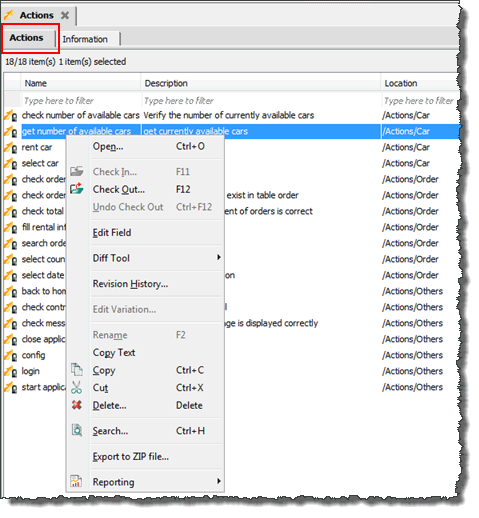 Actions
Actions Information
18/18 item(s) 1 item(s) selected
Name Description Location
Type here to filter Type here to filter Type here to filter
check number of available cars Verify the number of currently available cars /Actions/Car
get number of available cars get currently available cars /Actions/Car
rent car /Actions/Car
select car /Actions/Car
check order /Actions/Order
check order exist in table order /Actions/Order
check total ent of orders is correct /Actions/Order
fill rental in /Actions/Order
search orde /Actions/Order
select coun /Actions/Order
select date on /Actions/Order
back to hom /Actions/Others
check contr l /Actions/Others
check mess ge is displayed correctly /Actions/Others
close applic /Actions/Others
config /Actions/Others
login /Actions/Others
start applica /Actions/Others
Open... Ctrl+O
Check In... F11
Check Out... F12
Undo Check Out Ctrl+F12
Edit Field
Diff Tool
Revision History...
Edit Variation...
Rename F2
Copy Text
Copy Ctrl+C
Cut Ctrl+X
Delete... Delete
Search... Ctrl+H
Export to ZIP file...
Reporting